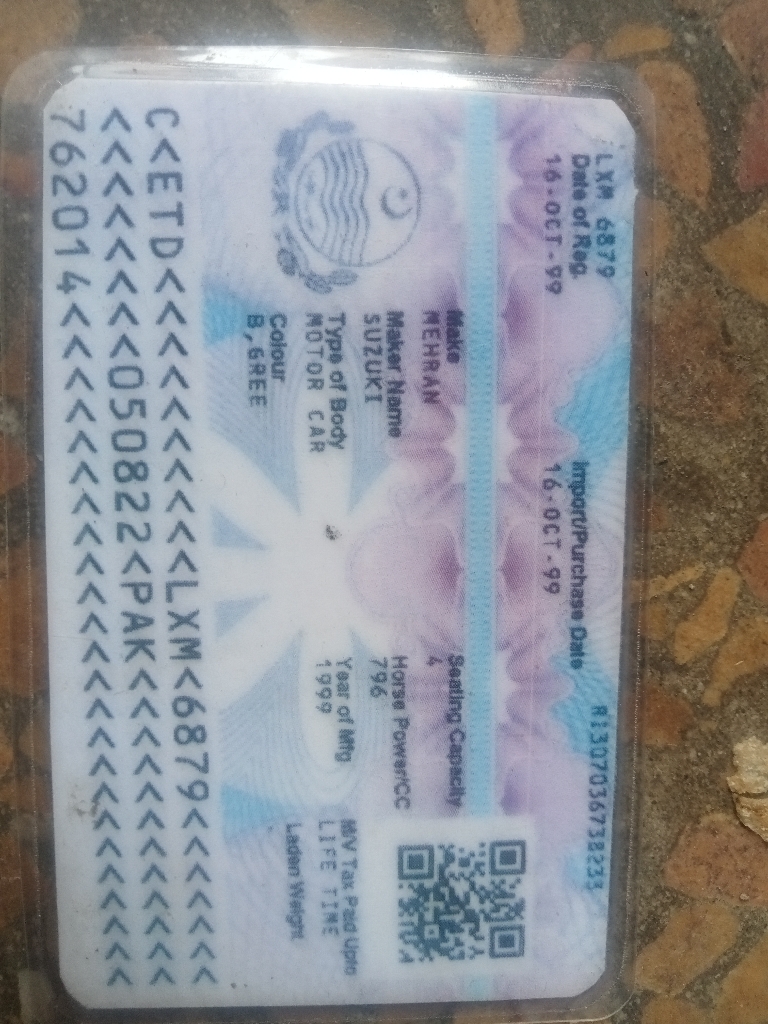 LXM 6879
R13070367382​33
Date of Reg.
Import/Purchase Date
16-OCT-99
16-OCT-99
Make
Seating Capacity
MEHRAN
4
Maker Name
Horse Power/CC
SUZUKI
796
Type of Body
Year of Mfg
M/V Tax Paid Upto
MOTOR CAR
1999
LIFE TIME
Colour
Laden Weight
B,GREE
C<ETD<<<<<<<<<<LXM<6879<<<<<<
<<<<<<<<050822<PAK<<<<<<<<<<<
762014<<<<<<<<<<<<<<<<<<<<<<<